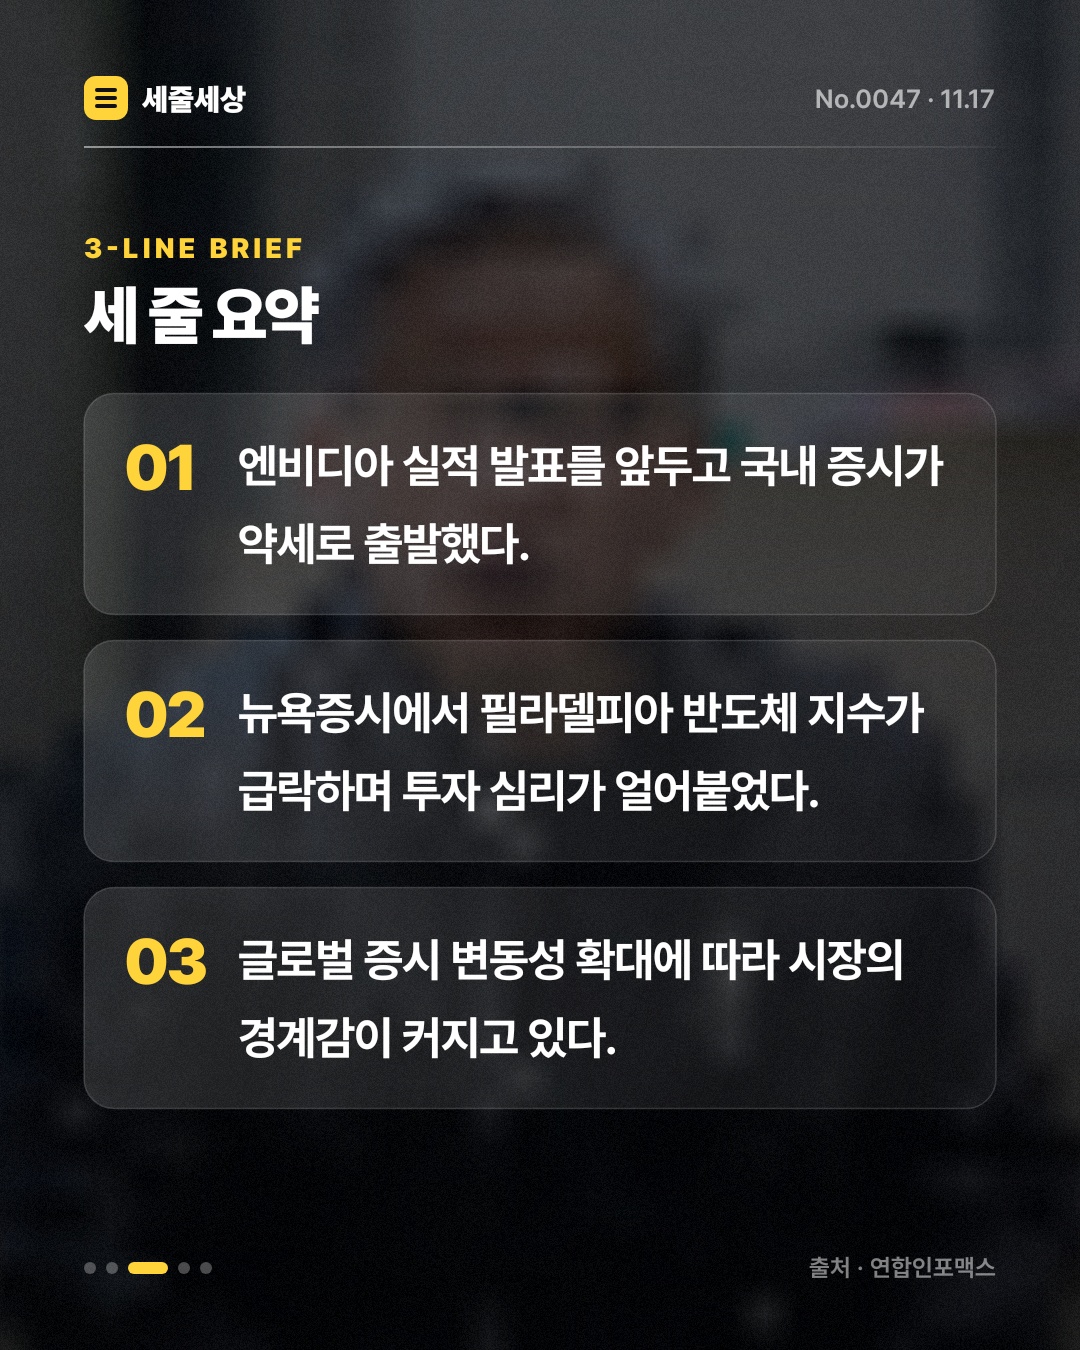 세줄세상
No.0047 · 11.17
3-LINE BRIEF
세 줄 요약
01 엔비디아 실적 발표를 앞두고 국내 증시가
약세로 출발했다.
02 뉴욕증시에서 필라델피아 반도체 지수가
급락하며 투자 심리가 얼어붙었다.
03 글로벌 증시 변동성 확대에 따라 시장의
경계감이 커지고 있다.
출처 · 연합인포맥스